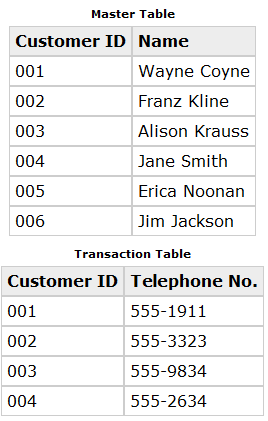 Master Table
Customer ID Name
001 Wayne Coyne
002 Franz Kline
003 Alison Krauss
004 Jane Smith
005 Erica Noonan
006 Jim Jackson
Transaction Table
Customer ID Telephone No.
001 555-1911
002 555-3323
003 555-9834
004 555-2634